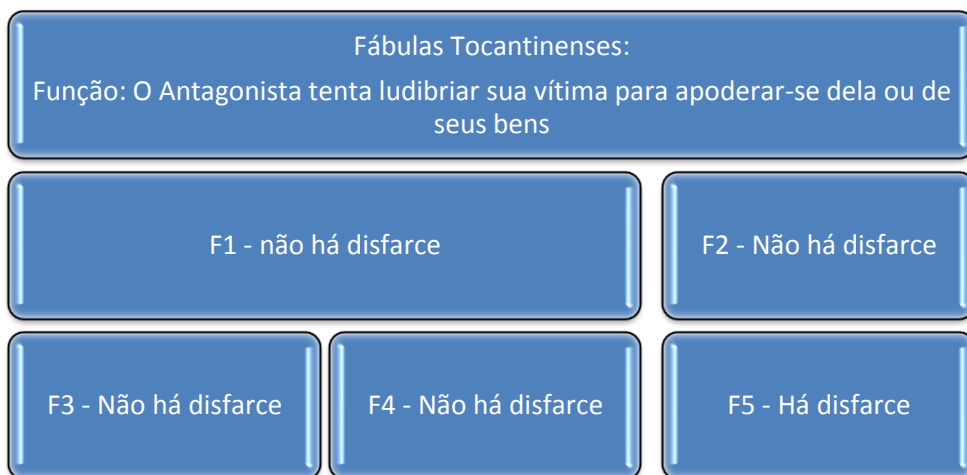 Fábulas Tocantinenses:
Função: O Antagonista tenta ludibriar sua vítima para apoderar-se dela ou de
seus bens
F1 - não há disfarce
F2 - Não há disfarce
F3 - Não há disfarce
F4 - Não há disfarce
F5 - Há disfarce